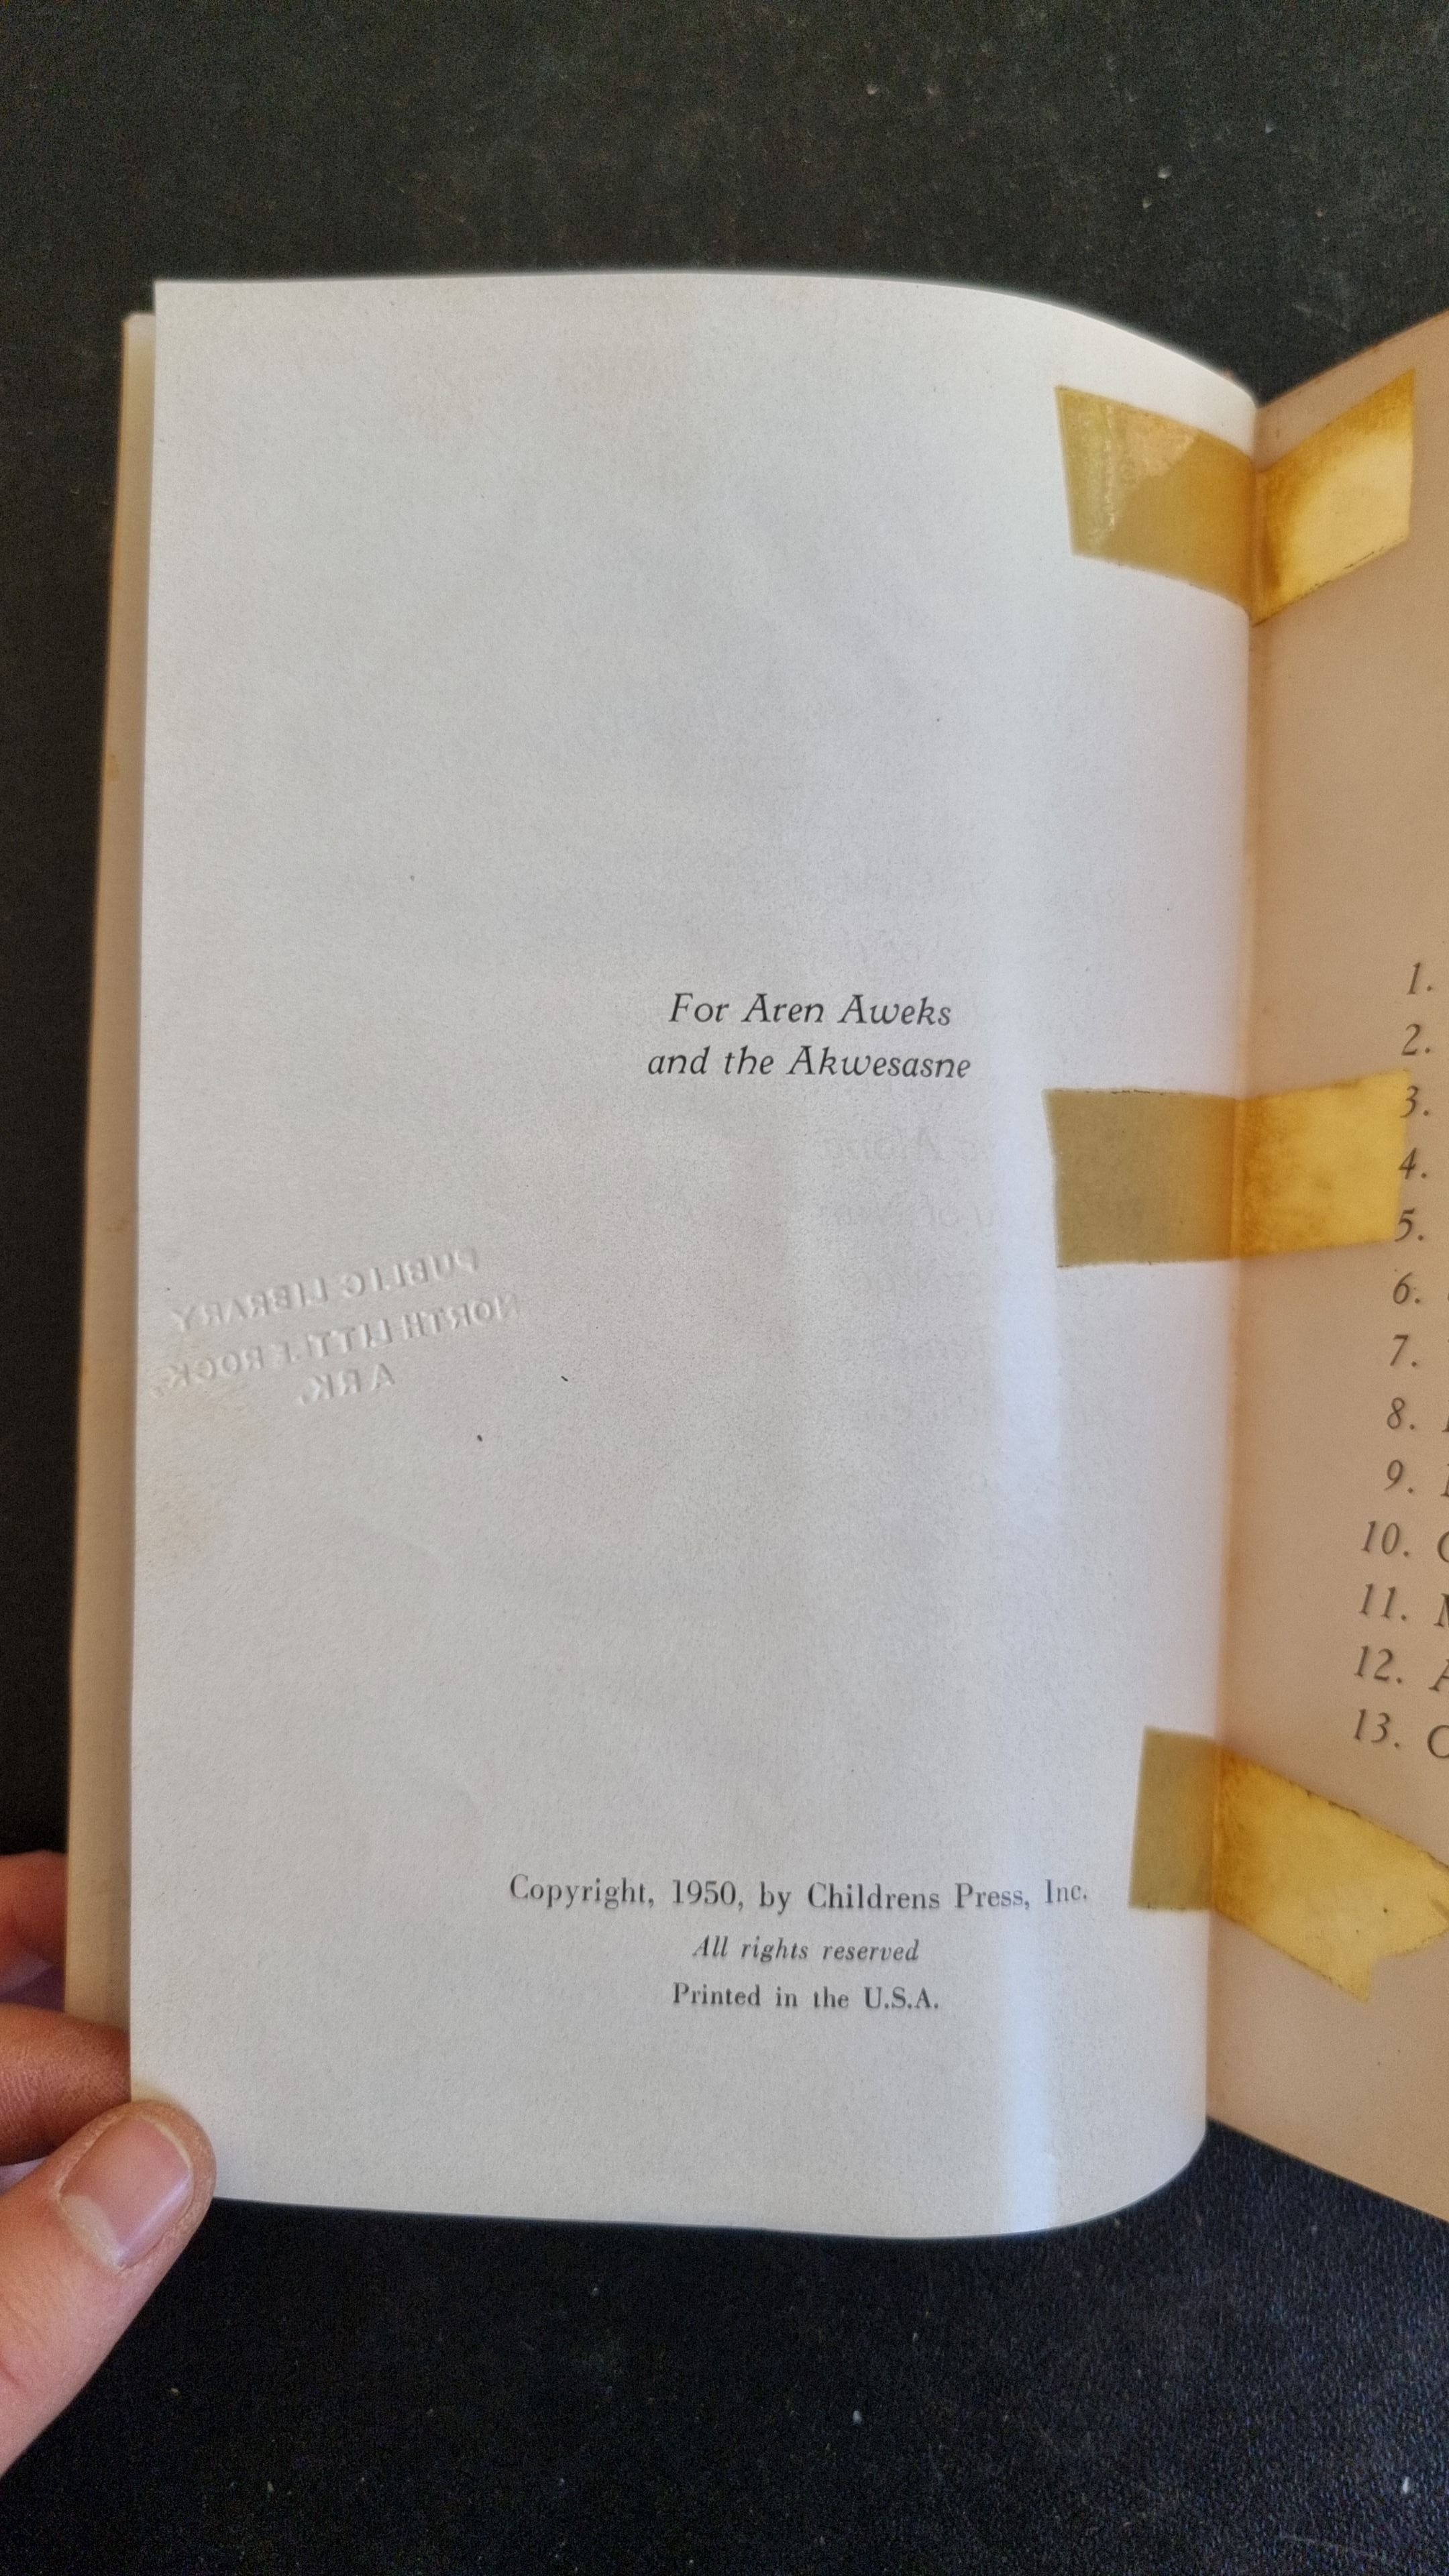 For Aren Aweks
and the Akwesasne
PUBLIC LIBRARY
NORTH LITTLE ROCK,
ARK.
Copyright, 1950, by Childrens Press, Inc.
All rights reserved
Printed in the U.S.A.
1.
2.
3.
4.
5.
6.
7.
8.
9.
10.
11.
12.
13.